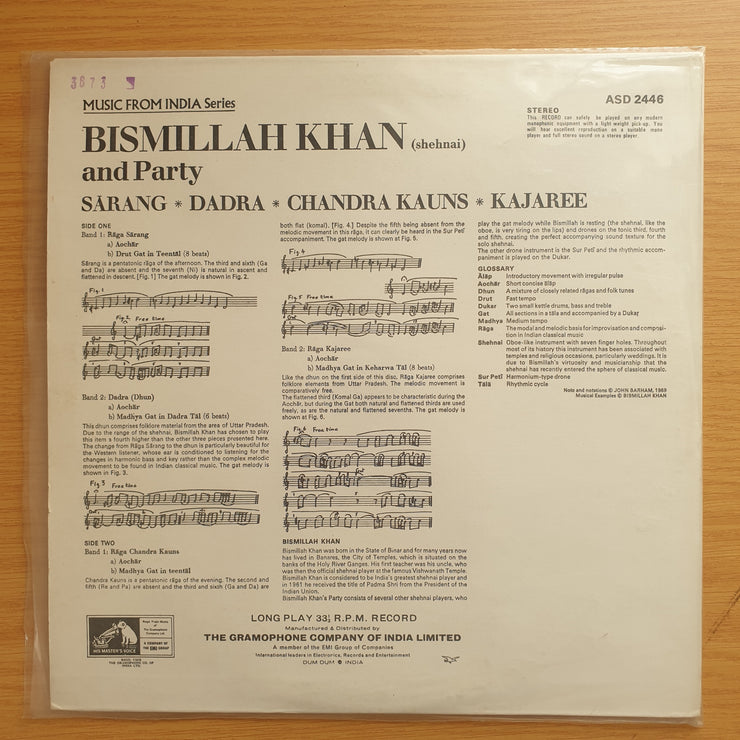 3673
MUSIC FROM INDIA Series
ASD 2446
STEREO
This RECORD can safely be played on any modern
monophonic equipment with a light-weight pick-up. You
will hear excellent reproduction on a suitable mono
player and full stereo sound on a stereo player.
BISMILLAH KHAN (shehnai)
and Party
SĀRANG * DADRA * CHANDRA KAUNS * KAJAREE
SIDE ONE
Band 1: Rāga Sārang
a) Aochār
b) Drut Gat in Teentāl (8 beats)
Sārang is a pentatonic rāga of the afternoon. The third and sixth (Ga
and Da) are absent and the seventh (Ni) is natural in ascent and
flattened in descent. [Fig. 1] The gat melody is shown in Fig. 2.
Fig 1
Fig 2 Free time
Gat
Band 2: Dadra (Dhun)
a) Aochār
b) Madhya Gat in Dadra Tāl (6 beats)
This dhun comprises folklore material from the area of Uttar Pradesh.
Due to the range of the shehnai, Bismillah Khan has chosen to play
this item a fourth higher than the other three pieces presented here.
The change from Rāga Sārang to the dhun is particularly beautiful for
the Western listener, whose ear is conditioned to listening for the
changes in harmonic bass and key rather than the complex melodic
movement to be found in Indian classical music. The gat melody is
shown in Fig. 3.
Fig 3 Free time
Gat
SIDE TWO
Band 1: Rāga Chandra Kauns
a) Aochār
b) Madhya Gat in teentāl
Chandra Kauns is a pentatonic rāga of the evening. The second and
fifth (Re and Pa) are absent and the third and sixth (Ga and Da) are
both flat (komal). [Fig. 4.] Despite the fifth being absent from the
melodic movement in this rāga, it can clearly be heard in the Sur Petī
accompaniment. The gat melody is shown at Fig. 5.
Fig 4
Fig 5 Free time
Gat
Band 2: Rāga Kajaree
a) Aochār
b) Madhya Gat in Keharwa Tāl (8 beats)
Like the dhun on the first side of this disc, Rāga Kajaree comprises
folklore elements from Uttar Pradesh. The melodic movement is
comparatively free.
The flattened third (Komal Ga) appears to be characteristic during the
Aochār, but during the Gat both natural and flattened thirds are used
freely, as are the natural and flattened sevenths. The gat melody is
shown at Fig. 6.
Fig 6 Free time
Gat
BISMILLAH KHAN
Bismillah Khan was born in the State of Binar and for many years now
has lived in Banares, the City of Temples, which is situated on the
banks of the Holy River Ganges. His first teacher was his uncle, who
was then the official shehnai player at the famous Vishwanath Temple.
Bismillah Khan is considered to be India's greatest shehnai player and
in 1961 he received the title of Padma Shri from the President of the
Indian Union.
Bismillah Khan's Party consists of several other shehnai players, who
play the gat melody while Bismillah is resting (the shehnai, like the
oboe, is very tiring on the lips) and drones on the tonic third, fourth
and fifth, creating the perfect accompanying sound texture for the
solo shehnai.
The other drone instrument is the Sur Petī and the rhythmic accom-
paniment is played on the Dukar.
GLOSSARY
Ālāp Introductory movement with irregular pulse
Aochār Short concise ālāp
Dhun A mixture of closely related rāgas and folk tunes
Drut Fast tempo
Dukar Two small kettle drums, bass and treble
Gat All sections in a tāla and accompanied by a Dukar
Madhya Medium tempo
Rāga The modal and melodic basis for improvisation and composi-
tion in Indian classical music
Shehnai Oboe-like instrument with seven finger holes. Throughout
most of its history this instrument has been associated with
temples and religious occasions, particularly weddings. It is
due to Bismillah's virtuosity and musicianship that the
shehnai has recently entered the sphere of classical music.
Sur Petī Harmonium-type drone
Tālā Rhythmic cycle
Note and notations © JOHN BARHAM, 1969
Musical Examples © BISMILLAH KHAN
LONG PLAY 33⅓ R.P.M. RECORD
Manufactured & Distributed by
THE GRAMOPHONE COMPANY OF INDIA LIMITED
A member of the EMI Group of Companies
International leaders in Electronics, Records and Entertainment
DUM DUM INDIA
HIS MASTER'S VOICE
A COMPANY OF
THE EMI GROUP
THE GRAMOPHONE CO. OF
INDIA LTD.